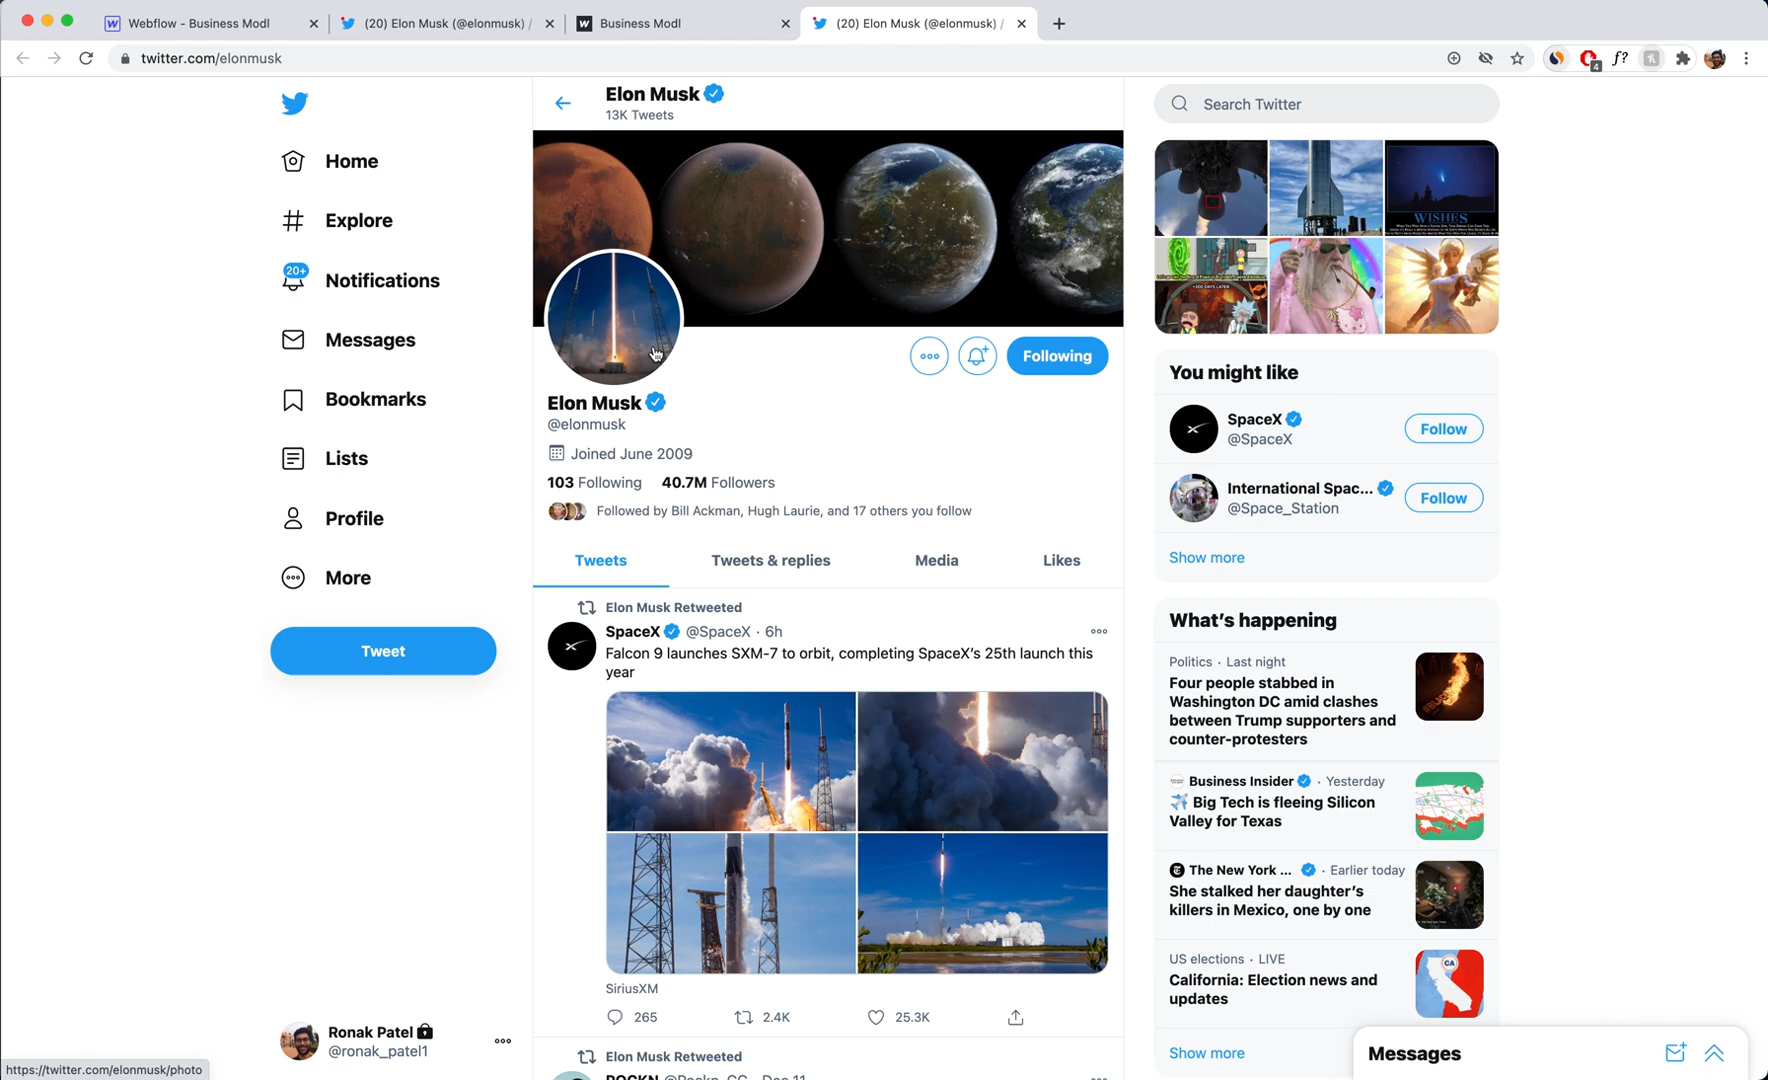 Webflow - Business Modl
(20) Elon Musk (@elonmusk) /
Business Modl
(20) Elon Musk (@elonmusk) /
twitter.com/elonmusk
4
f?
Home
Explore
20+
Notifications
Messages
Bookmarks
Lists
Profile
More
Tweet
Ronak Patel
@ronak_patel1
https://twitter.com/elonmusk/photo
Elon Musk
13K Tweets
Following
Elon Musk
@elonmusk
Joined June 2009
103 Following 40.7M Followers
Followed by Bill Ackman, Hugh Laurie, and 17 others you follow
Tweets Tweets & replies Media Likes
Elon Musk Retweeted
SpaceX @SpaceX · 6h
Falcon 9 launches SXM-7 to orbit, completing SpaceX's 25th launch this
year
SiriusXM
265 2.4K 25.3K
Elon Musk Retweeted
Search Twitter
WISHES
You might like
SpaceX
@SpaceX
Follow
International Spac...
@Space_Station
Follow
Show more
What's happening
Politics · Last night
Four people stabbed in
Washington DC amid clashes
between Trump supporters and
counter-protesters
Business Insider · Yesterday
✈️ Big Tech is fleeing Silicon
Valley for Texas
The New York ... · Earlier today
She stalked her daughter's
killers in Mexico, one by one
US elections · LIVE
California: Election news and
updates
CA
Show more
Messages